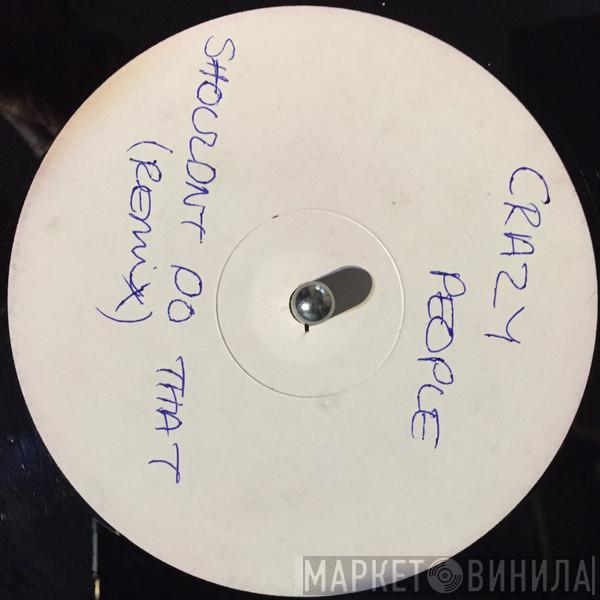 CRAZY
PEOPLE
SHOULDNT DO THAT
(REMIX)
МАРКЕТ ВИНИЛА